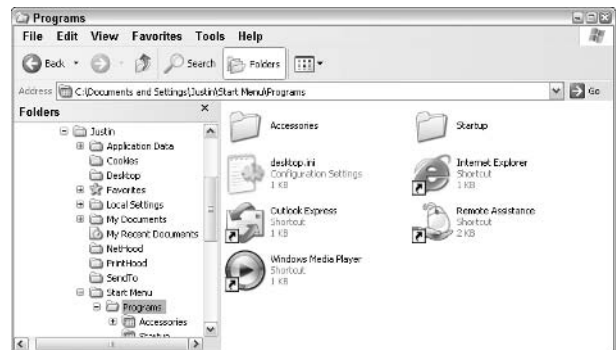 Programs
File Edit View Favorites Tools Help
Back Search Folders
Address C:\Documents and Settings\Justin\Start Menu\Programs Go
Folders
Justin
Application Data
Cookies
Desktop
Favorites
Local Settings
My Documents
My Recent Documents
NetHood
PrintHood
SendTo
Start Menu
Programs
Accessories
Startup
Accessories
Startup
desktop.ini
Configuration Settings
1 KB
Internet Explorer
Shortcut
1 KB
Outlook Express
Shortcut
1 KB
Remote Assistance
Shortcut
2 KB
Windows Media Player
Shortcut
1 KB